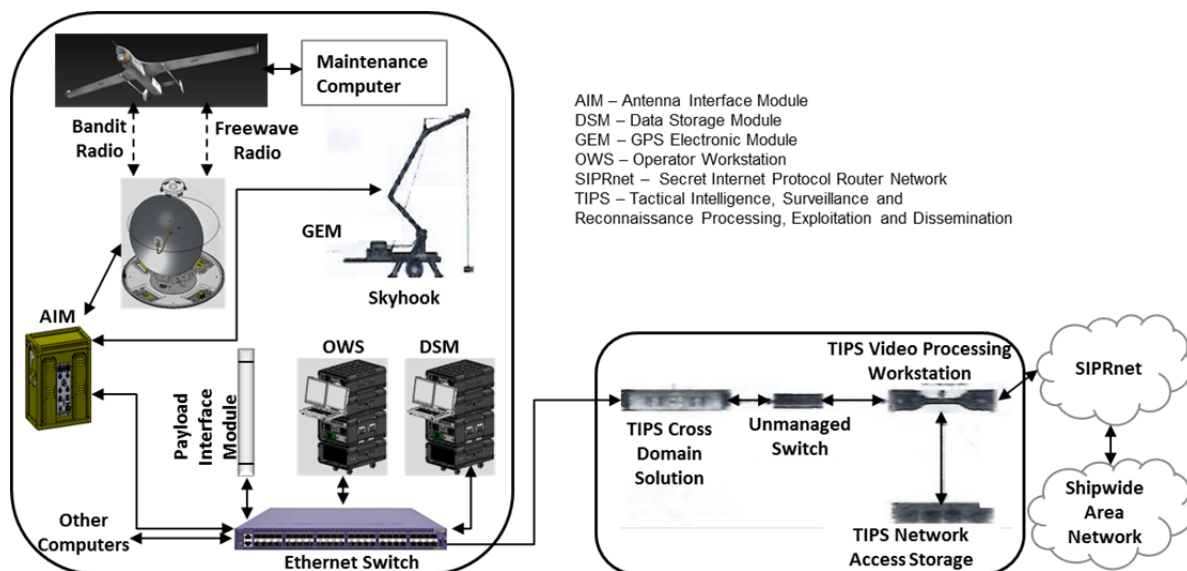 Maintenance
Computer
Bandit
Radio
Freewave
Radio
GEM
Skyhook
AIM
Payload
Interface
Module
OWS
DSM
Other
Computers
Ethernet Switch
AIM – Antenna Interface Module
DSM – Data Storage Module
GEM – GPS Electronic Module
OWS – Operator Workstation
SIPRnet – Secret Internet Protocol Router Network
TIPS – Tactical Intelligence, Surveillance and
Reconnaissance Processing, Exploitation and Dissemination
TIPS Cross
Domain
Solution
Unmanaged
Switch
TIPS Video Processing
Workstation
TIPS Network
Access Storage
SIPRnet
Shipwide
Area
Network